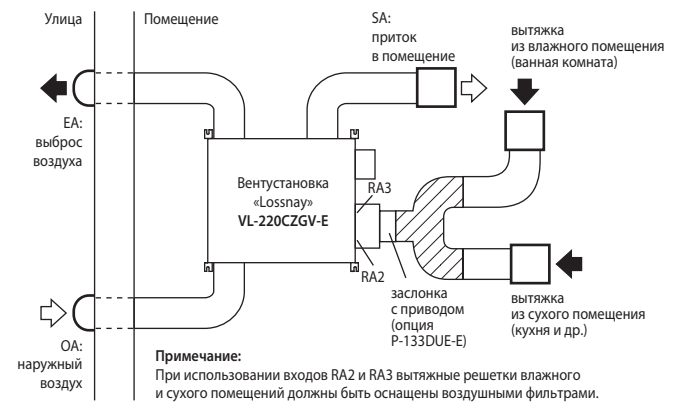 Улица
Помещение
SA:
приток
в помещение
вытяжка
из влажного помещения
(ванная комната)
EA:
выброс
воздуха
Вентустановка
«Lossnay»
VL-220CZGV-E
RA3
RA2
заслонка
с приводом
(опция
P-133DUE-E)
вытяжка
из сухого помещения
(кухня и др.)
OA:
наружный
воздух
Примечание:
При использовании входов RA2 и RA3 вытяжные решетки влажного
и сухого помещений должны быть оснащены воздушными фильтрами.